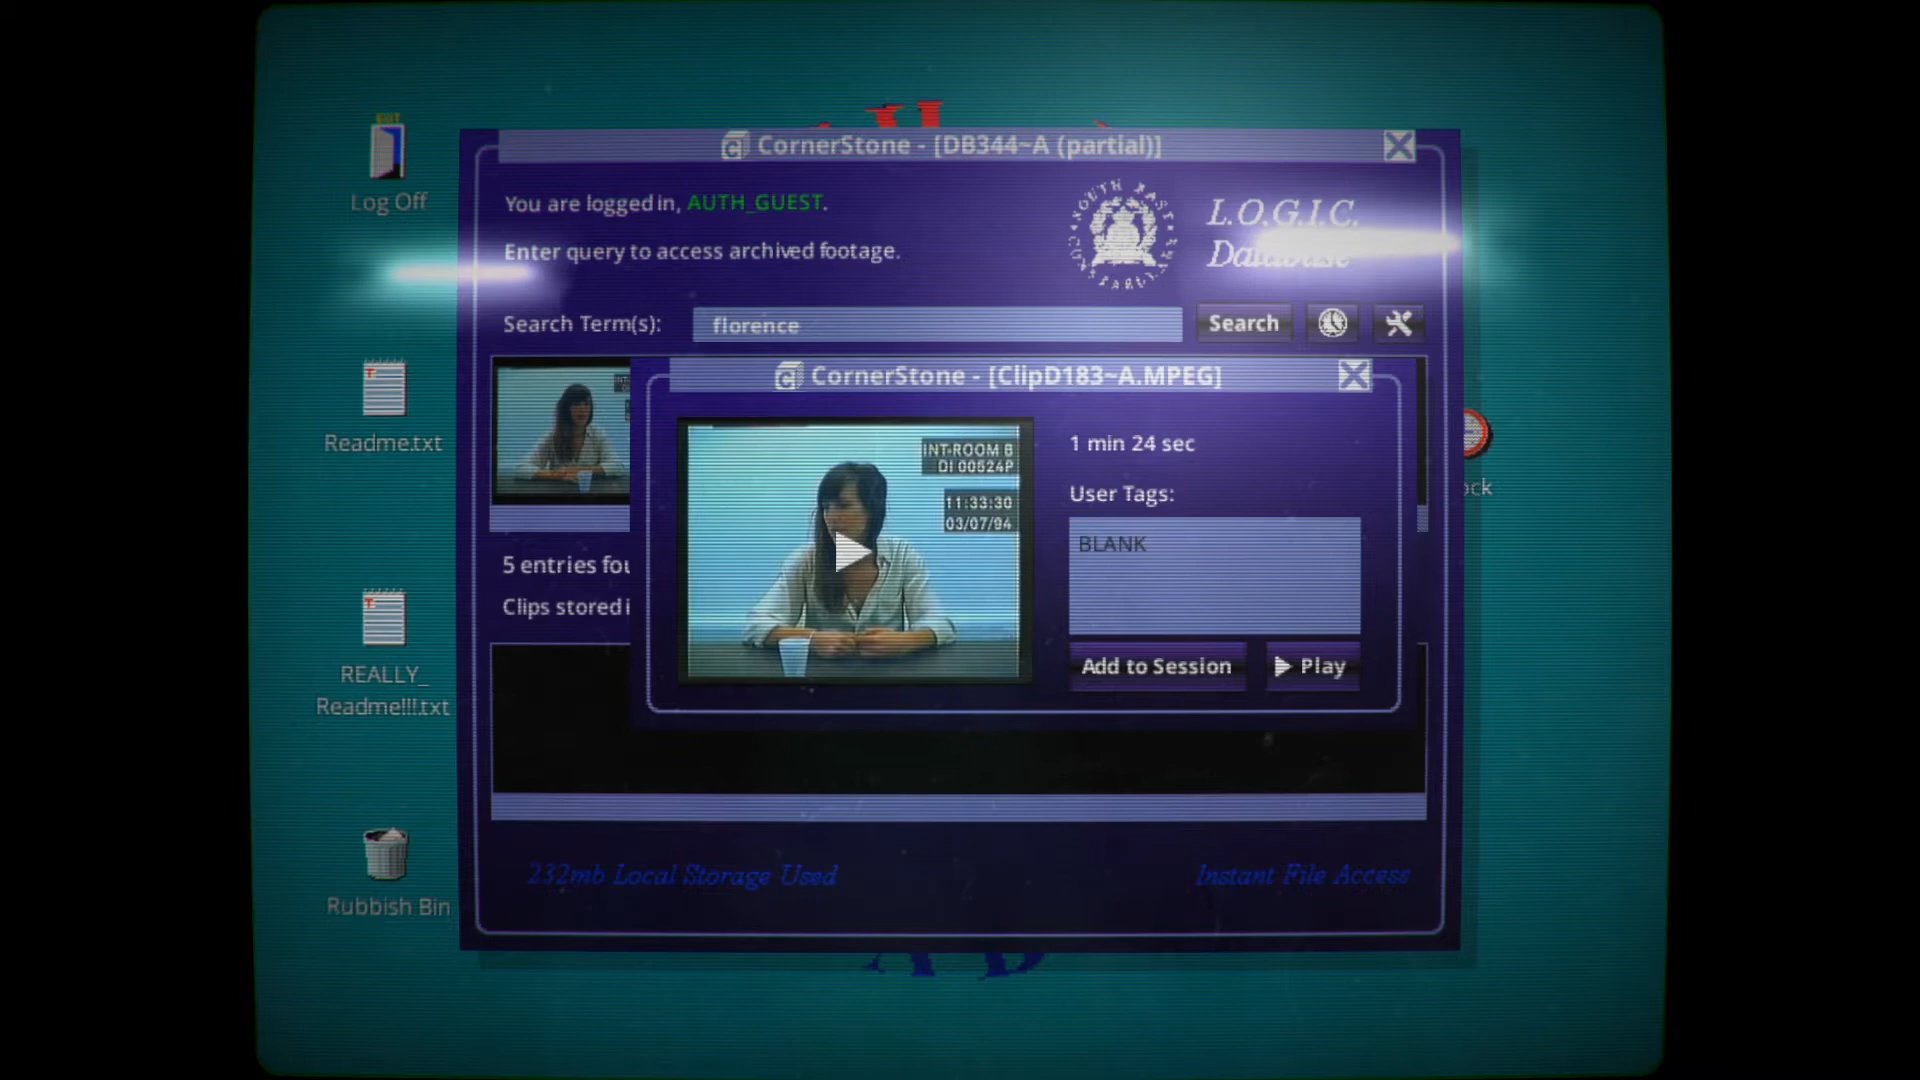 CornerStone - [DB344~A (partial)]
You are logged in, AUTH_GUEST.
Enter query to access archived footage.
L.O.G.I.C.
Database
Search Term(s):
florence
Search
CornerStone - [ClipD183~A.MPEG]
INT-ROOM B
DI 00524P
11:33:30
03/07/94
1 min 24 sec
User Tags:
BLANK
Add to Session
Play
5 entries fou
Clips stored i
232mb Local Storage Used
Instant File Access
Log Off
Readme.txt
REALLY_
Readme!!!.txt
Rubbish Bin
ock